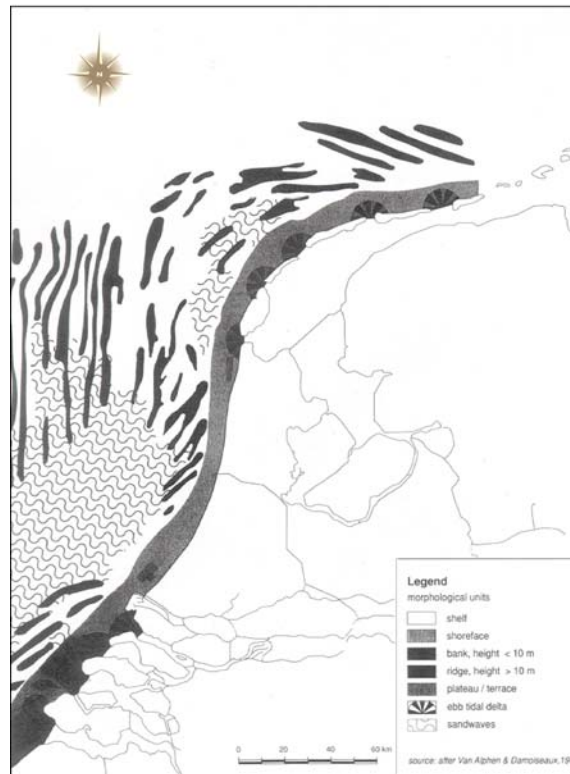 N
Legend
morphological units
shelf
shoreface
bank, height < 10 m
ridge, height > 10 m
plateau / terrace
ebb tidal delta
sandwaves
0 20 40 60 km
source: after Van Alphen & Damoiseaux,19